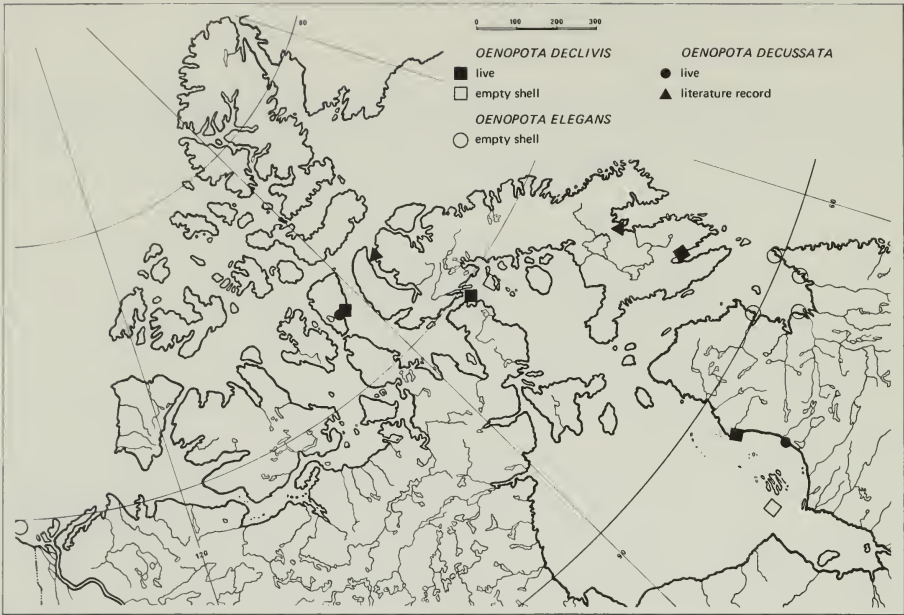 80
0 100 200 300
OENOPOTA DECLIVIS
live
empty shell
OENOPOTA ELEGANS
empty shell
OENOPOTA DECUSSATA
live
literature record
60
120
90